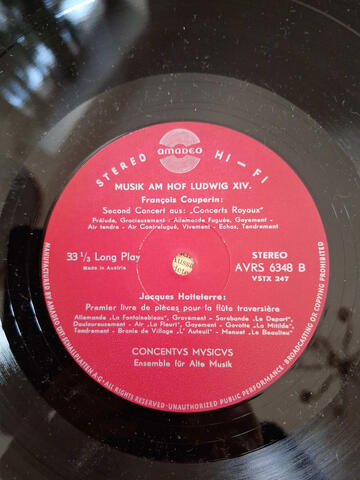 amadeo
STEREO HI-FI
MUSIK AM HOF LUDWIG XIV.
François Couperin:
Second Concert aus: „Concerts Royaux"
Prélude, Gracieusement - Allemande Fuguée, Gayement -
Air tendre - Air Contrelugué, Vivement - Echos, Tendrement
33 1/3 Long Play
Made in Austria
STEREO
AVRS 6348 B
VSTX 247
Jacques Hotteterre:
Premier livre de pièces pour la flûte traversière
Allemande „La Fontainebleau", Gravement - Sarabande „Le Depart",
Douloureusement - Air „Le Fleuri", Gayement - Gavotte „La Mitilde",
Tendrement - Branle de Village „L'Auteuil" - Menuet „Le Beaulieu"
CONCENTVS MVSICVS
Ensemble für Alte Musik
MANUFACTURED BY AMADEO OSTERR. SCHALLPLATTEN A.G. - ALL RIGHTS RESERVED - UNAUTHORIZED PUBLIC PERFORMANCE - BROADCASTING OR COPYING PROHIBITED